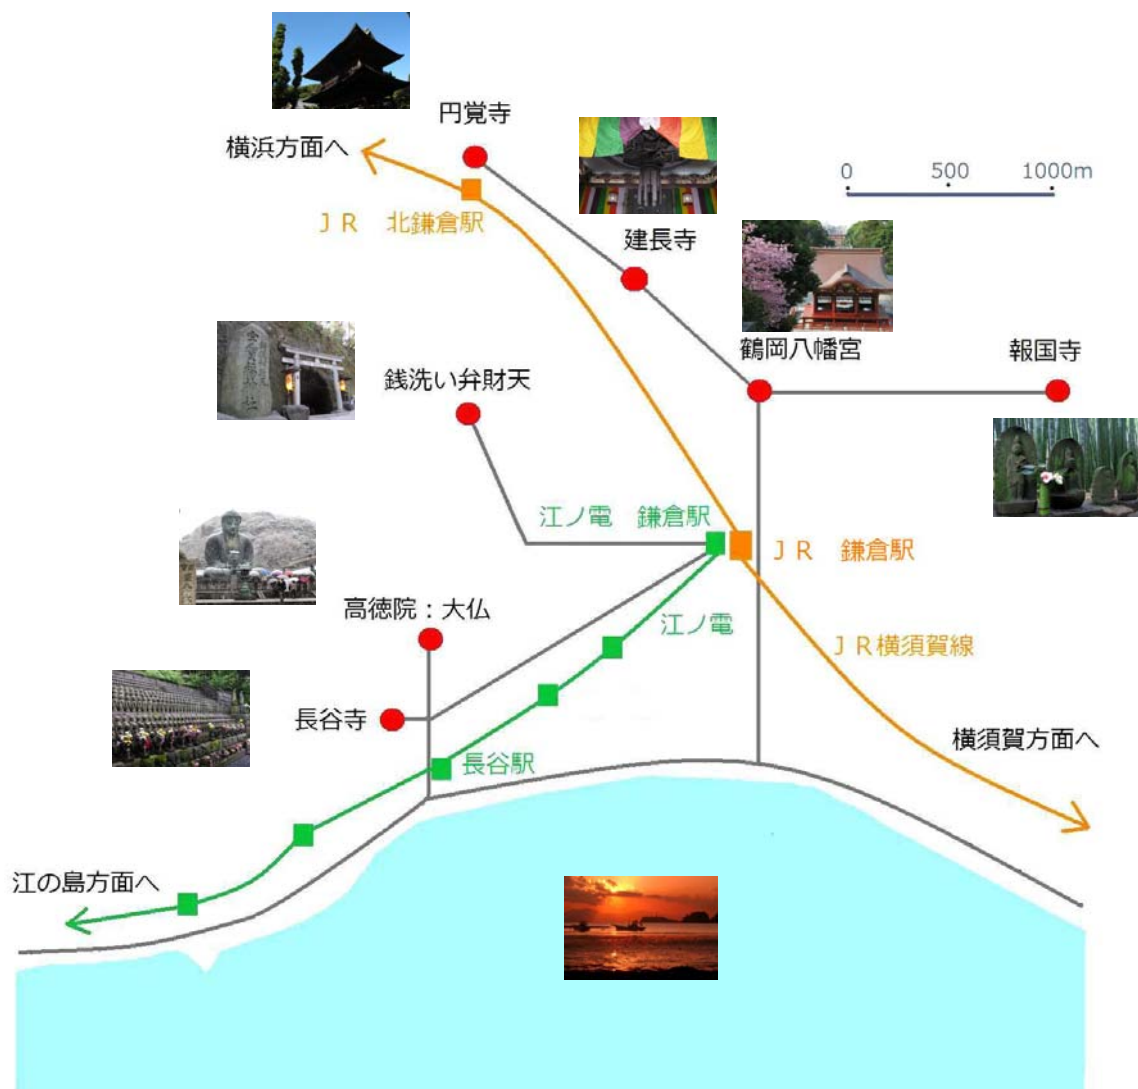 円覚寺
横浜方面へ
0 500 1000m
ＪＲ 北鎌倉駅
建長寺
鶴岡八幡宮
報国寺
銭洗い弁財天
江ノ電 鎌倉駅
ＪＲ 鎌倉駅
高徳院：大仏
江ノ電
ＪＲ横須賀線
長谷寺
横須賀方面へ
長谷駅
江の島方面へ